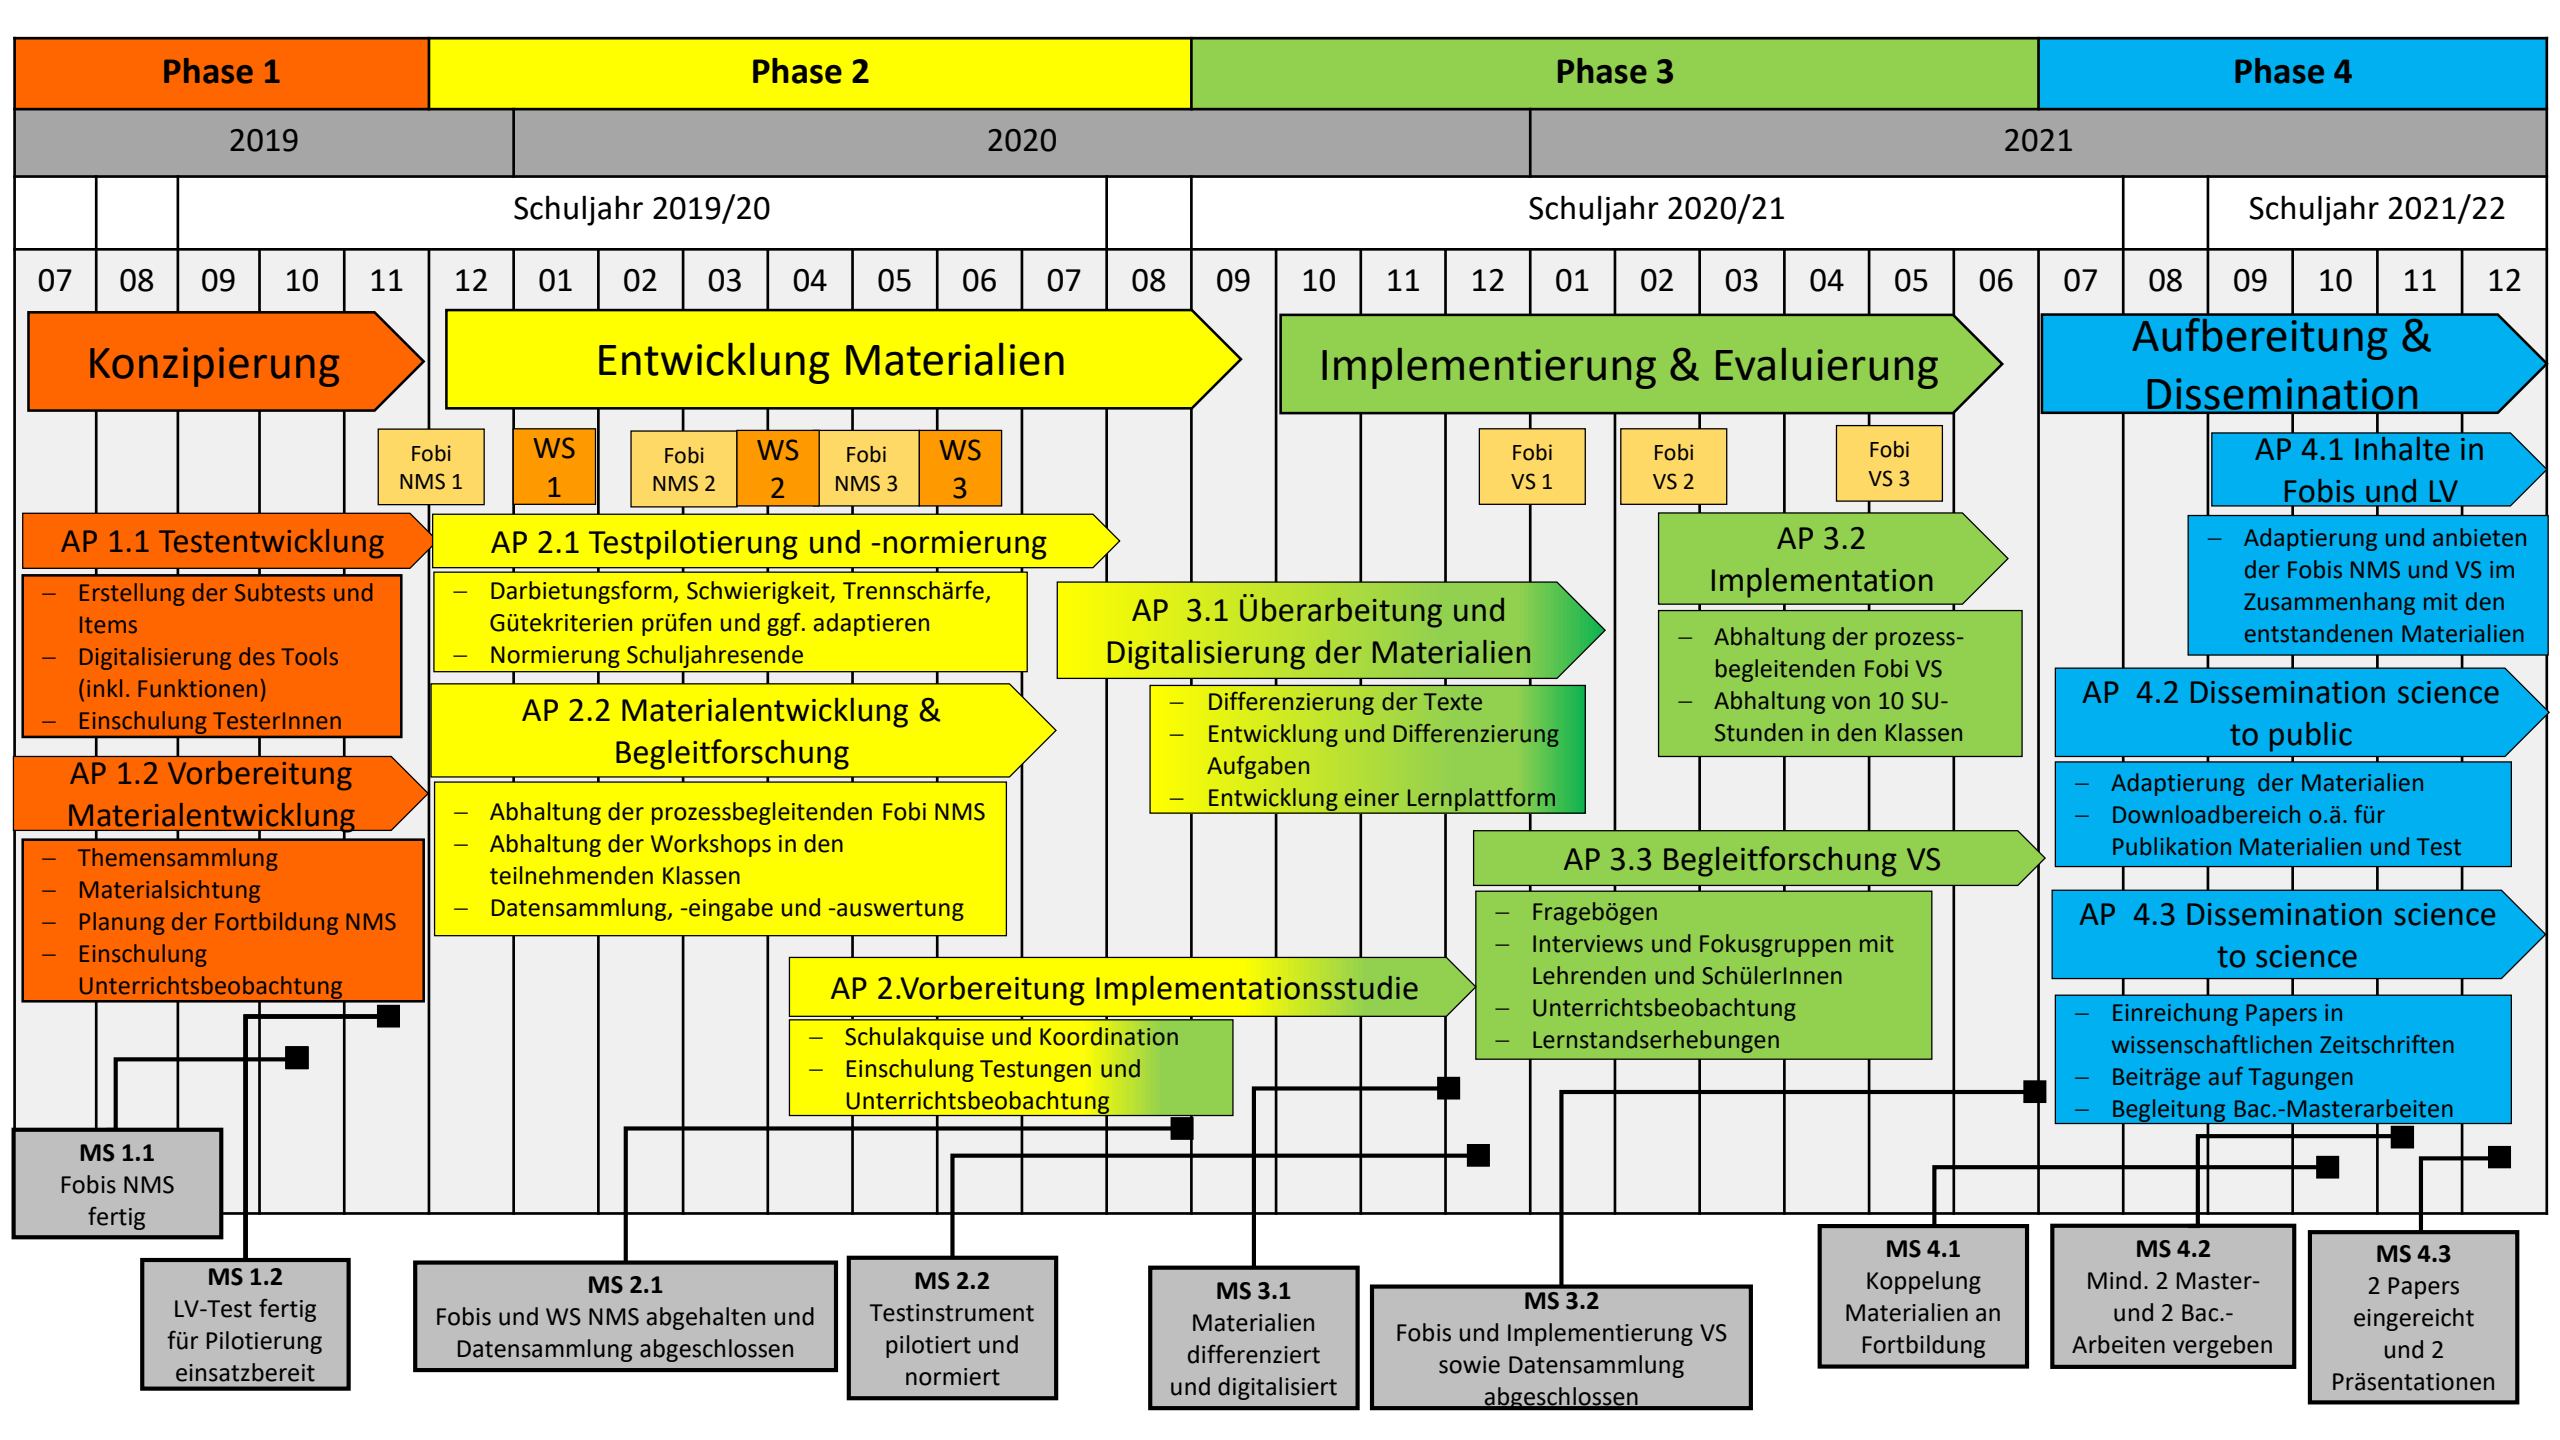 Phase 1
Phase 2
Phase 3
Phase 4
2019
2020
2021
Schuljahr 2019/20
Schuljahr 2020/21
Schuljahr 2021/22
07 08 09 10 11 12 01 02 03 04 05 06 07 08 09 10 11 12 01 02 03 04 05 06 07 08 09 10 11 12
Konzipierung
Entwicklung Materialien
Implementierung & Evaluierung
Aufbereitung &
Dissemination
Fobi
NMS 1
WS
1
Fobi
NMS 2
WS
2
Fobi
NMS 3
WS
3
Fobi
VS 1
Fobi
VS 2
Fobi
VS 3
AP 1.1 Testentwicklung
– Erstellung der Subtests und
Items
– Digitalisierung des Tools
(inkl. Funktionen)
– Einschulung TesterInnen
AP 1.2 Vorbereitung
Materialentwicklung
– Themensammlung
– Materialsichtung
– Planung der Fortbildung NMS
– Einschulung
Unterrichtsbeobachtung
AP 2.1 Testpilotierung und -normierung
– Darbietungsform, Schwierigkeit, Trennschärfe,
Gütekriterien prüfen und ggf. adaptieren
– Normierung Schuljahresende
AP 2.2 Materialentwicklung &
Begleitforschung
– Abhaltung der prozessbegleitenden Fobi NMS
– Abhaltung der Workshops in den
teilnehmenden Klassen
– Datensammlung, -eingabe und -auswertung
AP 2.Vorbereitung Implementationsstudie
– Schulakquise und Koordination
– Einschulung Testungen und
Unterrichtsbeobachtung
AP 3.1 Überarbeitung und
Digitalisierung der Materialien
– Differenzierung der Texte
– Entwicklung und Differenzierung
Aufgaben
– Entwicklung einer Lernplattform
AP 3.2
Implementation
– Abhaltung der prozess-
begleitenden Fobi VS
– Abhaltung von 10 SU-
Stunden in den Klassen
AP 3.3 Begleitforschung VS
– Fragebögen
– Interviews und Fokusgruppen mit
Lehrenden und SchülerInnen
– Unterrichtsbeobachtung
– Lernstandserhebungen
AP 4.1 Inhalte in
Fobis und LV
– Adaptierung und anbieten
der Fobis NMS und VS im
Zusammenhang mit den
entstandenen Materialien
AP 4.2 Dissemination science
to public
– Adaptierung der Materialien
– Downloadbereich o.ä. für
Publikation Materialien und Test
AP 4.3 Dissemination science
to science
– Einreichung Papers in
wissenschaftlichen Zeitschriften
– Beiträge auf Tagungen
– Begleitung Bac.-Masterarbeiten
MS 1.1
Fobis NMS
fertig
MS 1.2
LV-Test fertig
für Pilotierung
einsatzbereit
MS 2.1
Fobis und WS NMS abgehalten und
Datensammlung abgeschlossen
MS 2.2
Testinstrument
pilotiert und
normiert
MS 3.1
Materialien
differenziert
und digitalisiert
MS 3.2
Fobis und Implementierung VS
sowie Datensammlung
abgeschlossen
MS 4.1
Koppelung
Materialien an
Fortbildung
MS 4.2
Mind. 2 Master-
und 2 Bac.-
Arbeiten vergeben
MS 4.3
2 Papers
eingereicht
und 2
Präsentationen